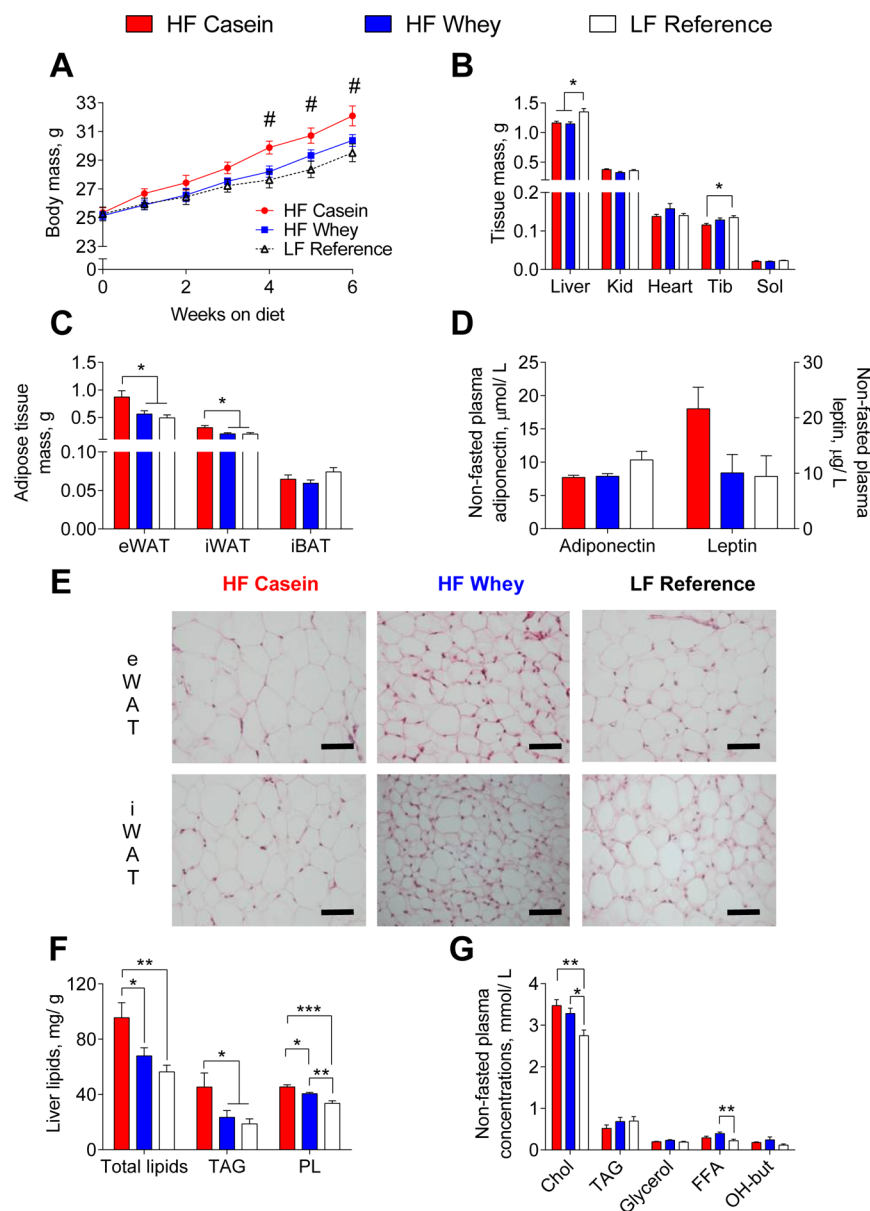 HF Casein HF Whey LF Reference
A
Body mass, g
33
31
29
27
25
23
0
# # #
HF Casein
HF Whey
LF Reference
0 2 4 6
Weeks on diet
B
Tissue mass, g
1.5
1.0
0.5
0.2
0.1
0.0
* *
Liver Kid Heart Tib Sol
C
Adipose tissue
mass, g
1.5
1.0
0.5
0.10
0.05
0.00
* *
eWAT iWAT iBAT
D
Non-fasted plasma
adiponectin, μmol/ L
25
20
15
10
5
0
30
20
10
0
Non-fasted plasma
leptin, μg/ L
Adiponectin Leptin
E
HF Casein HF Whey LF Reference
e
W
A
T
i
W
A
T
F
Liver lipids, mg/ g
120
80
40
0
** * * *** * **
Total lipids TAG PL
G
Non-fasted plasma
concentrations, mmol/ L
4
3
2
1
0
** * **
Chol TAG Glycerol FFA OH-but